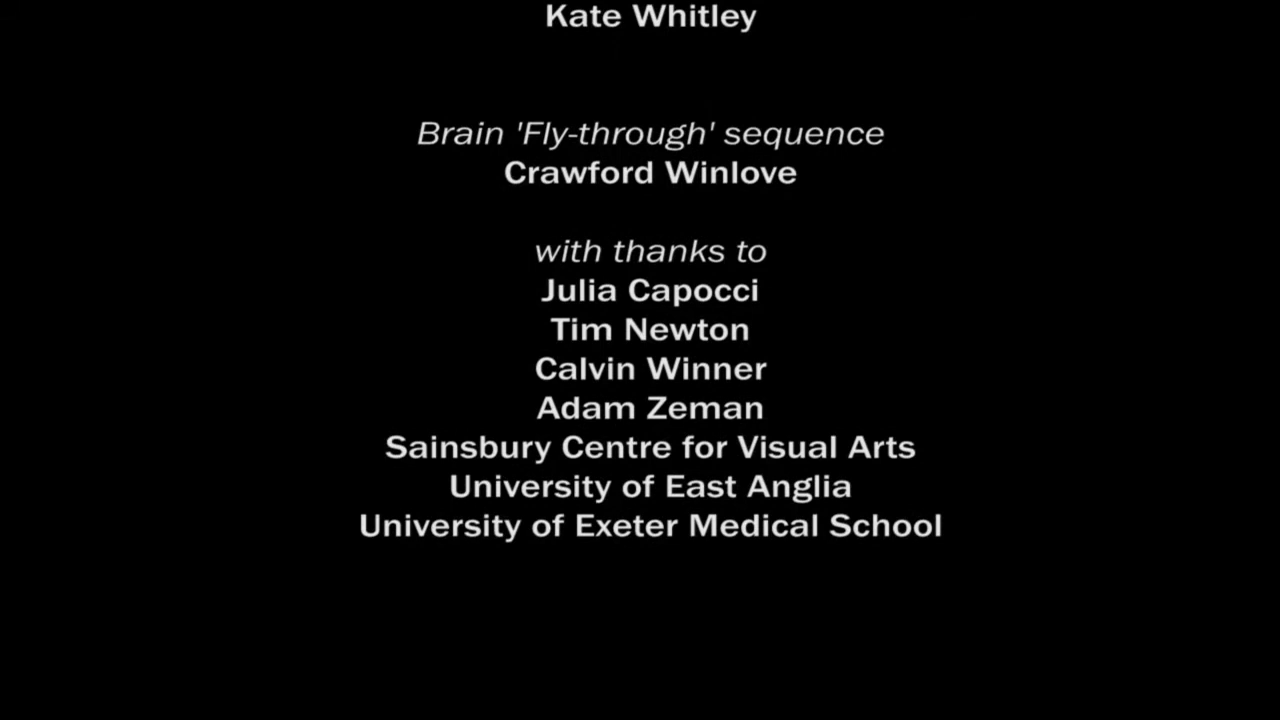 Kate Whitley
Brain 'Fly-through' sequence
Crawford Winlove
with thanks to
Julia Capocci
Tim Newton
Calvin Winner
Adam Zeman
Sainsbury Centre for Visual Arts
University of East Anglia
University of Exeter Medical School